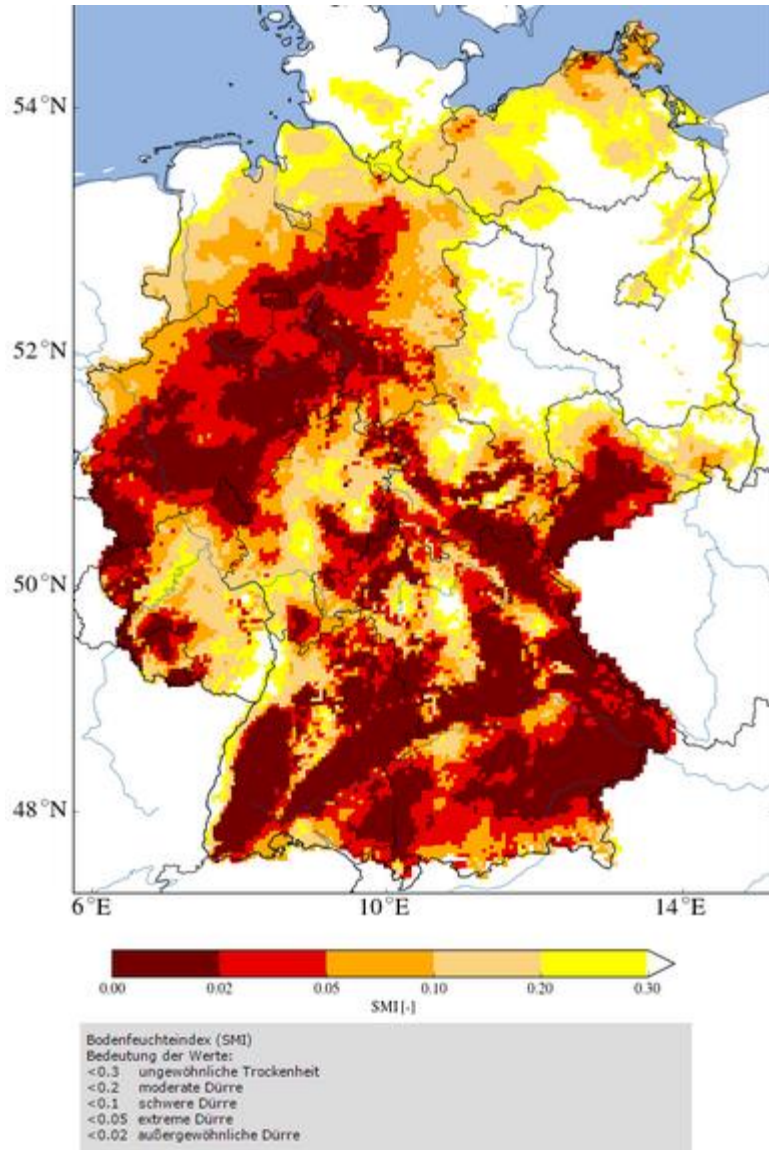 54°N
52°N
50°N
48°N
6°E 10°E 14°E
0.00 0.02 0.05 0.10 0.20 0.30
SMI [-]
Bodenfeuchteindex (SMI)
Bedeutung der Werte:
<0.3 ungewöhnliche Trockenheit
<0.2 moderate Dürre
<0.1 schwere Dürre
<0.05 extreme Dürre
<0.02 außergewöhnliche Dürre